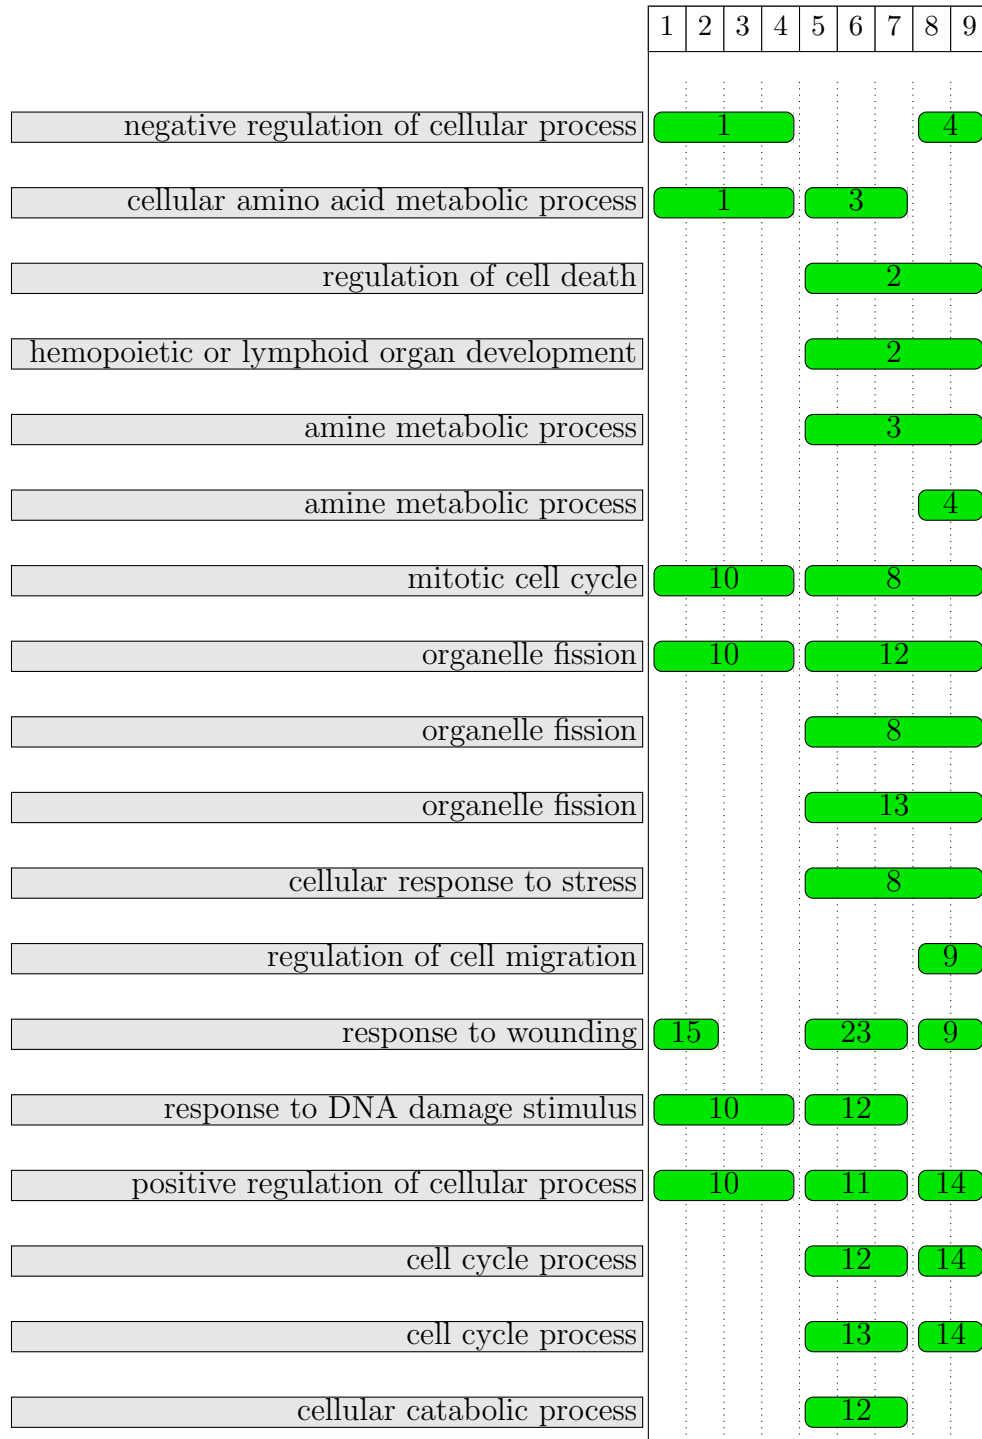 1 2 3 4 5 6 7 8 9
negative regulation of cellular process 1 4
cellular amino acid metabolic process 1 3
regulation of cell death 2
hemopoietic or lymphoid organ development 2
amine metabolic process 3
amine metabolic process 4
mitotic cell cycle 10 8
organelle fission 10 12
organelle fission 8
organelle fission 13
cellular response to stress 8
regulation of cell migration 9
response to wounding 15 23 9
response to DNA damage stimulus 10 12
positive regulation of cellular process 10 11 14
cell cycle process 12 14
cell cycle process 13 14
cellular catabolic process 12